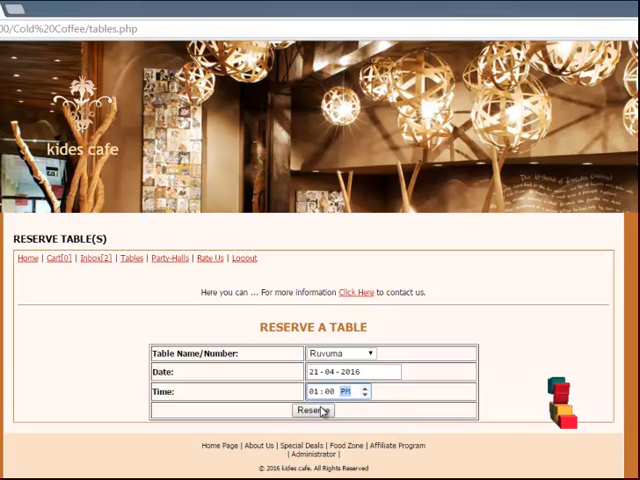 00/Cold%20Coffee/tables.php
kides cafe
RESERVE TABLE(S)
Home | Cart[0] | Inbox[2] | Tables | Party-Halls | Rate Us | Logout
Here you can ... For more information Click Here to contact us.
RESERVE A TABLE
Table Name/Number: Ruvuma
Date: 21-04-2016
Time: 01:00 PM
Reserve
Home Page | About Us | Special Deals | Food Zone | Affiliate Program
| Administrator |
© 2016 kides cafe. All Rights Reserved